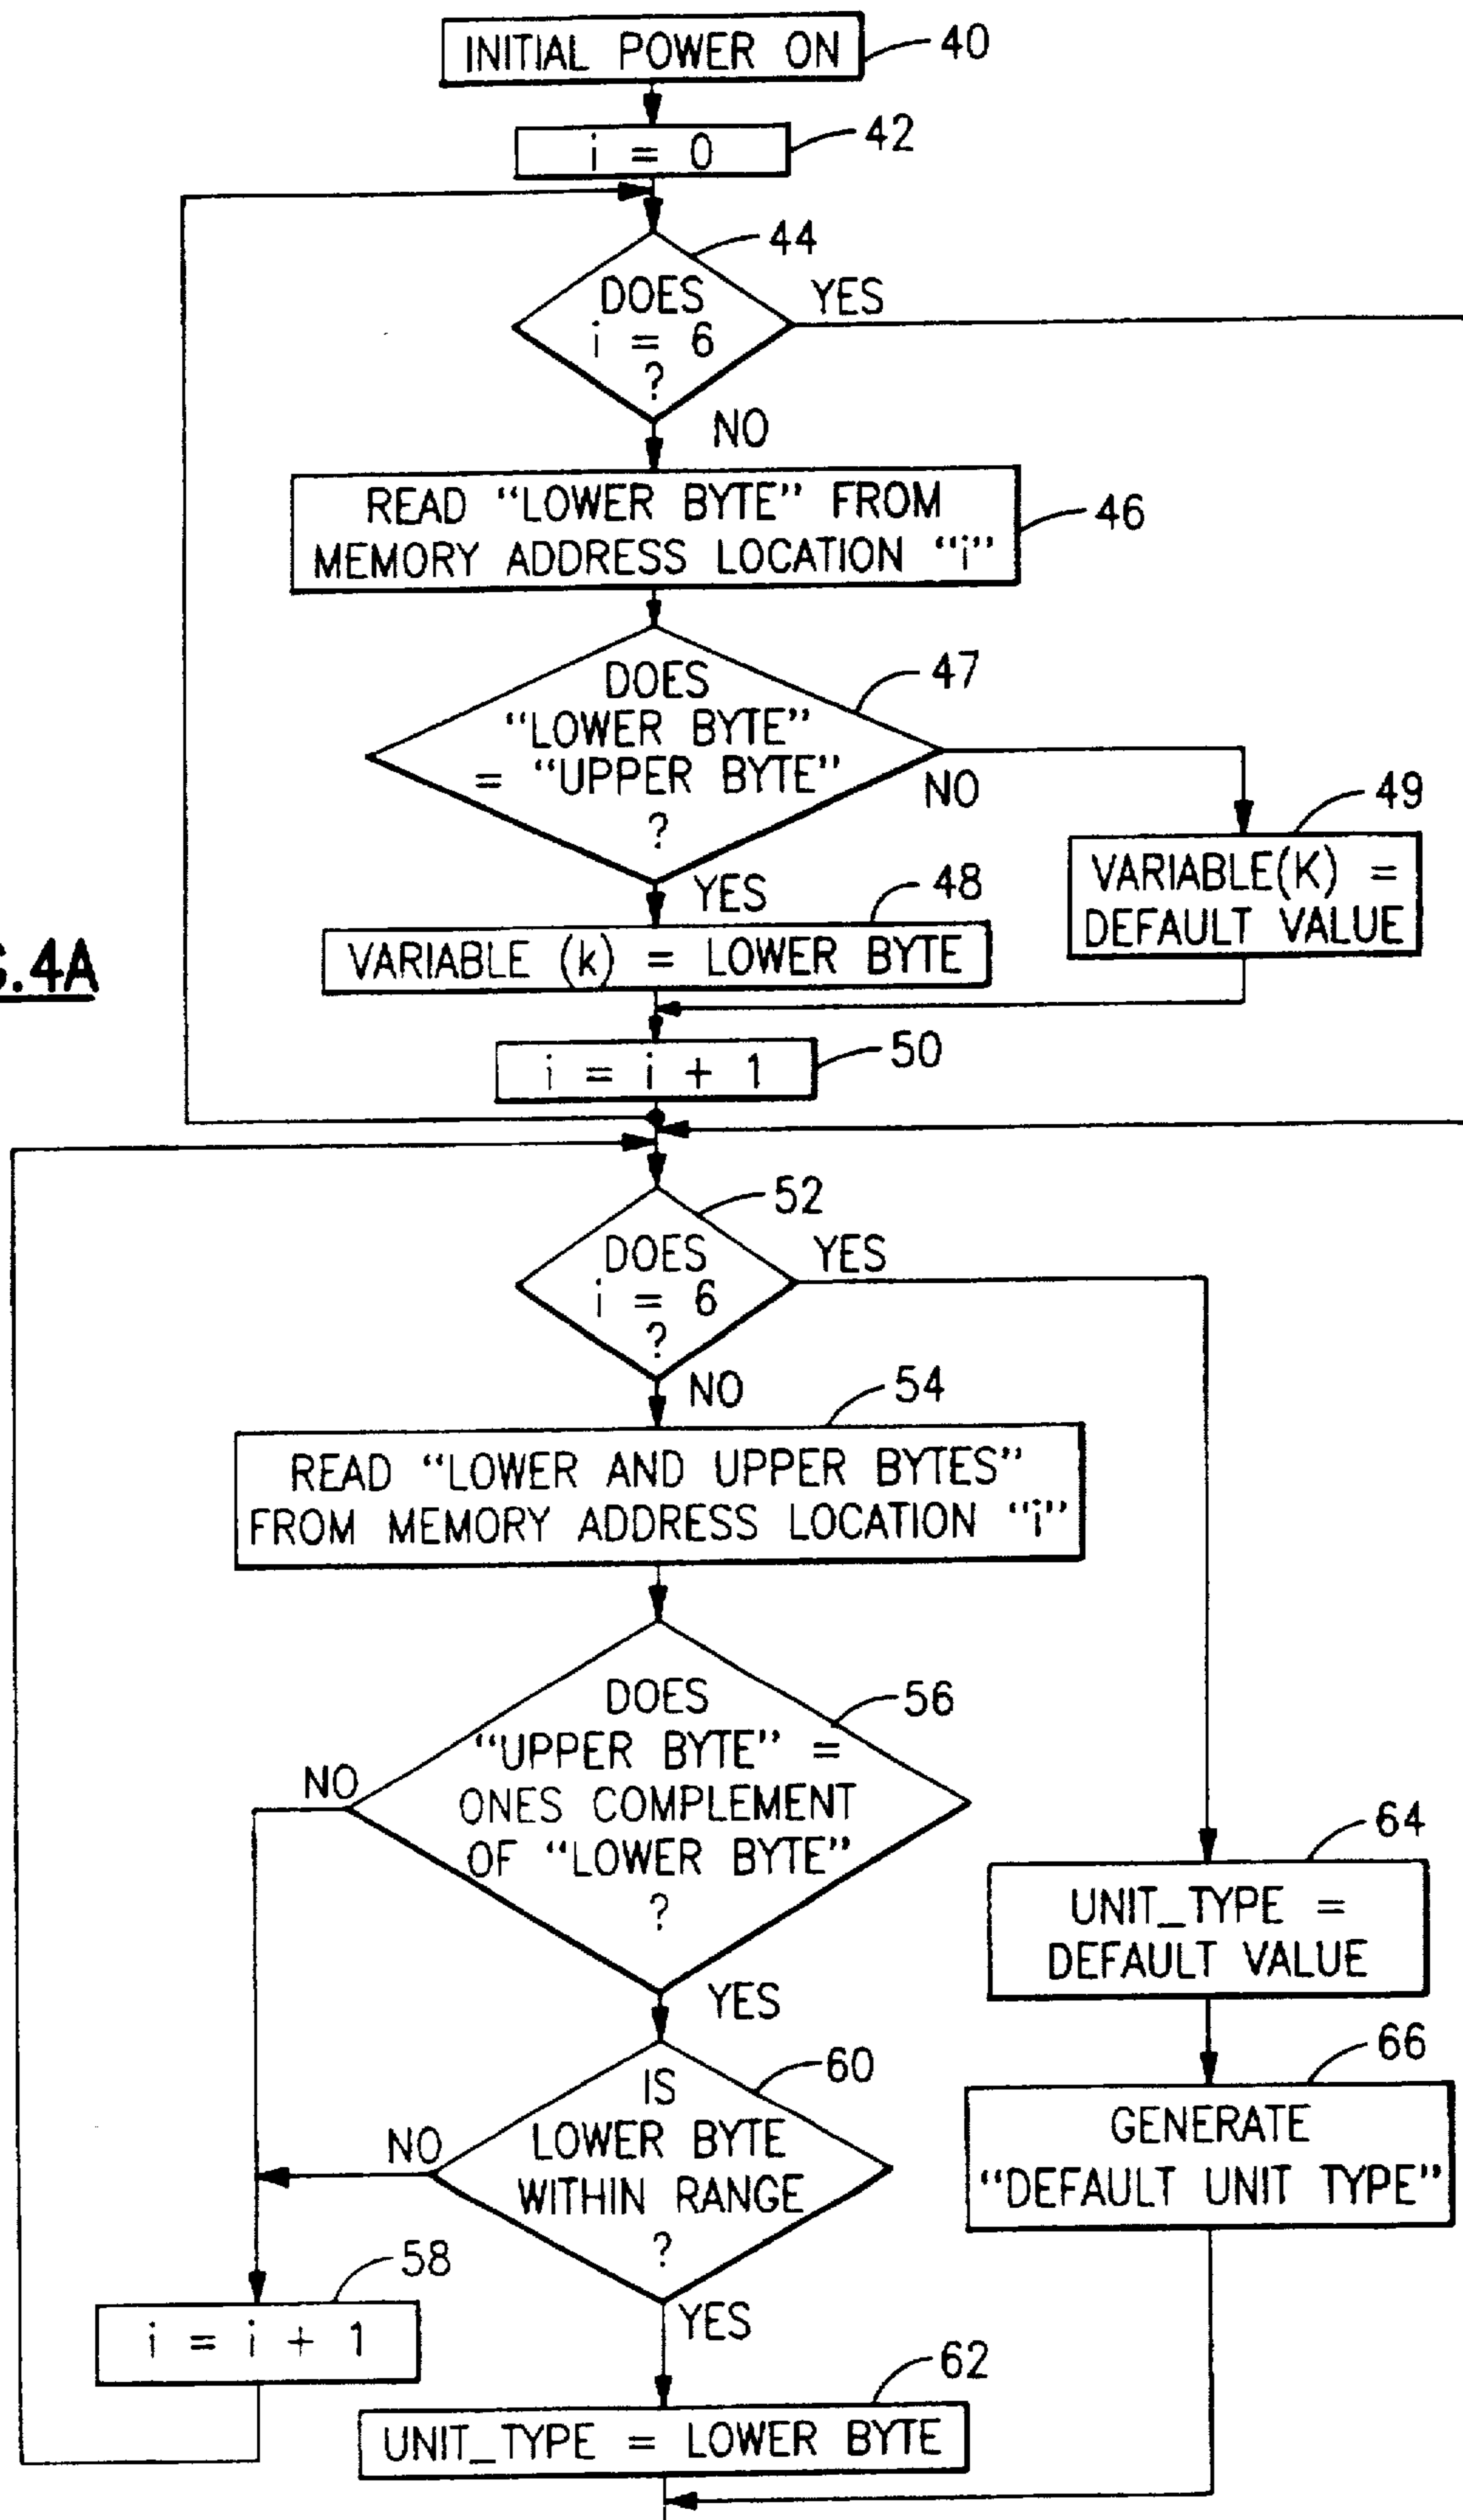 INITIAL POWER ON
40
i = 0
42
44
DOES
i = 6
?
YES
NO
READ “LOWER BYTE” FROM
MEMORY ADDRESS LOCATION “i”
46
47
DOES
“LOWER BYTE”
= “UPPER BYTE”
?
NO
YES
49
VARIABLE(K) =
DEFAULT VALUE
48
VARIABLE (k) = LOWER BYTE
.4A
i = i + 1
50
52
DOES
i = 6
?
YES
NO
54
READ “LOWER AND UPPER BYTES”
FROM MEMORY ADDRESS LOCATION “i”
56
DOES
“UPPER BYTE” =
ONES COMPLEMENT
OF “LOWER BYTE”
?
NO
YES
64
UNIT_TYPE =
DEFAULT VALUE
60
IS
LOWER BYTE
WITHIN RANGE
?
NO
YES
66
GENERATE
“DEFAULT UNIT TYPE”
58
i = i + 1
62
UNIT_TYPE = LOWER BYTE